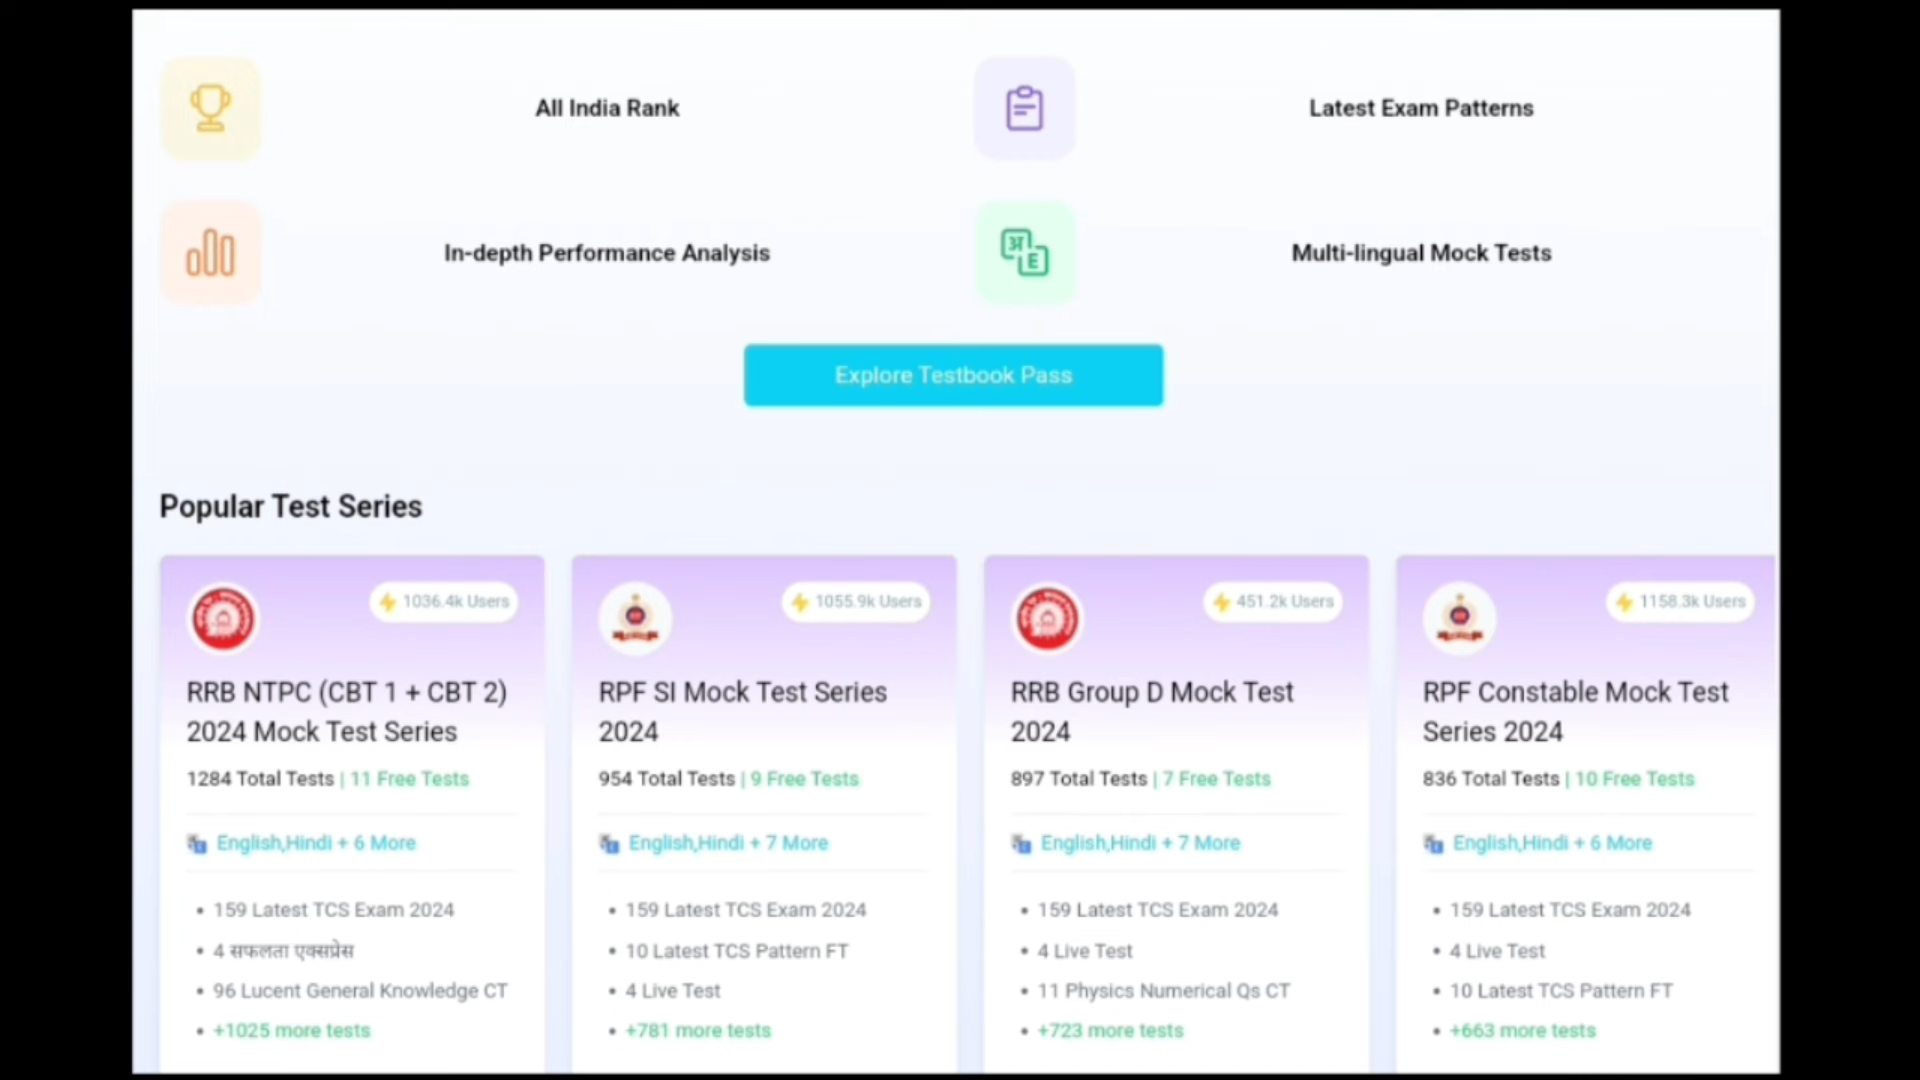 All India Rank
Latest Exam Patterns
In-depth Performance Analysis
अ
E
Multi-lingual Mock Tests
Explore Testbook Pass
Popular Test Series
1036.4k Users
RRB NTPC (CBT 1 + CBT 2)
2024 Mock Test Series
1284 Total Tests | 11 Free Tests
English,Hindi + 6 More
• 159 Latest TCS Exam 2024
• 4 सफलता एक्सप्रेस
• 96 Lucent General Knowledge CT
• +1025 more tests
1055.9k Users
RPF SI Mock Test Series
2024
954 Total Tests | 9 Free Tests
English,Hindi + 7 More
• 159 Latest TCS Exam 2024
• 10 Latest TCS Pattern FT
• 4 Live Test
• +781 more tests
451.2k Users
RRB Group D Mock Test
2024
897 Total Tests | 7 Free Tests
English,Hindi + 7 More
• 159 Latest TCS Exam 2024
• 4 Live Test
• 11 Physics Numerical Qs CT
• +723 more tests
1158.3k Users
RPF Constable Mock Test
Series 2024
836 Total Tests | 10 Free Tests
English,Hindi + 6 More
• 159 Latest TCS Exam 2024
• 4 Live Test
• 10 Latest TCS Pattern FT
• +663 more tests